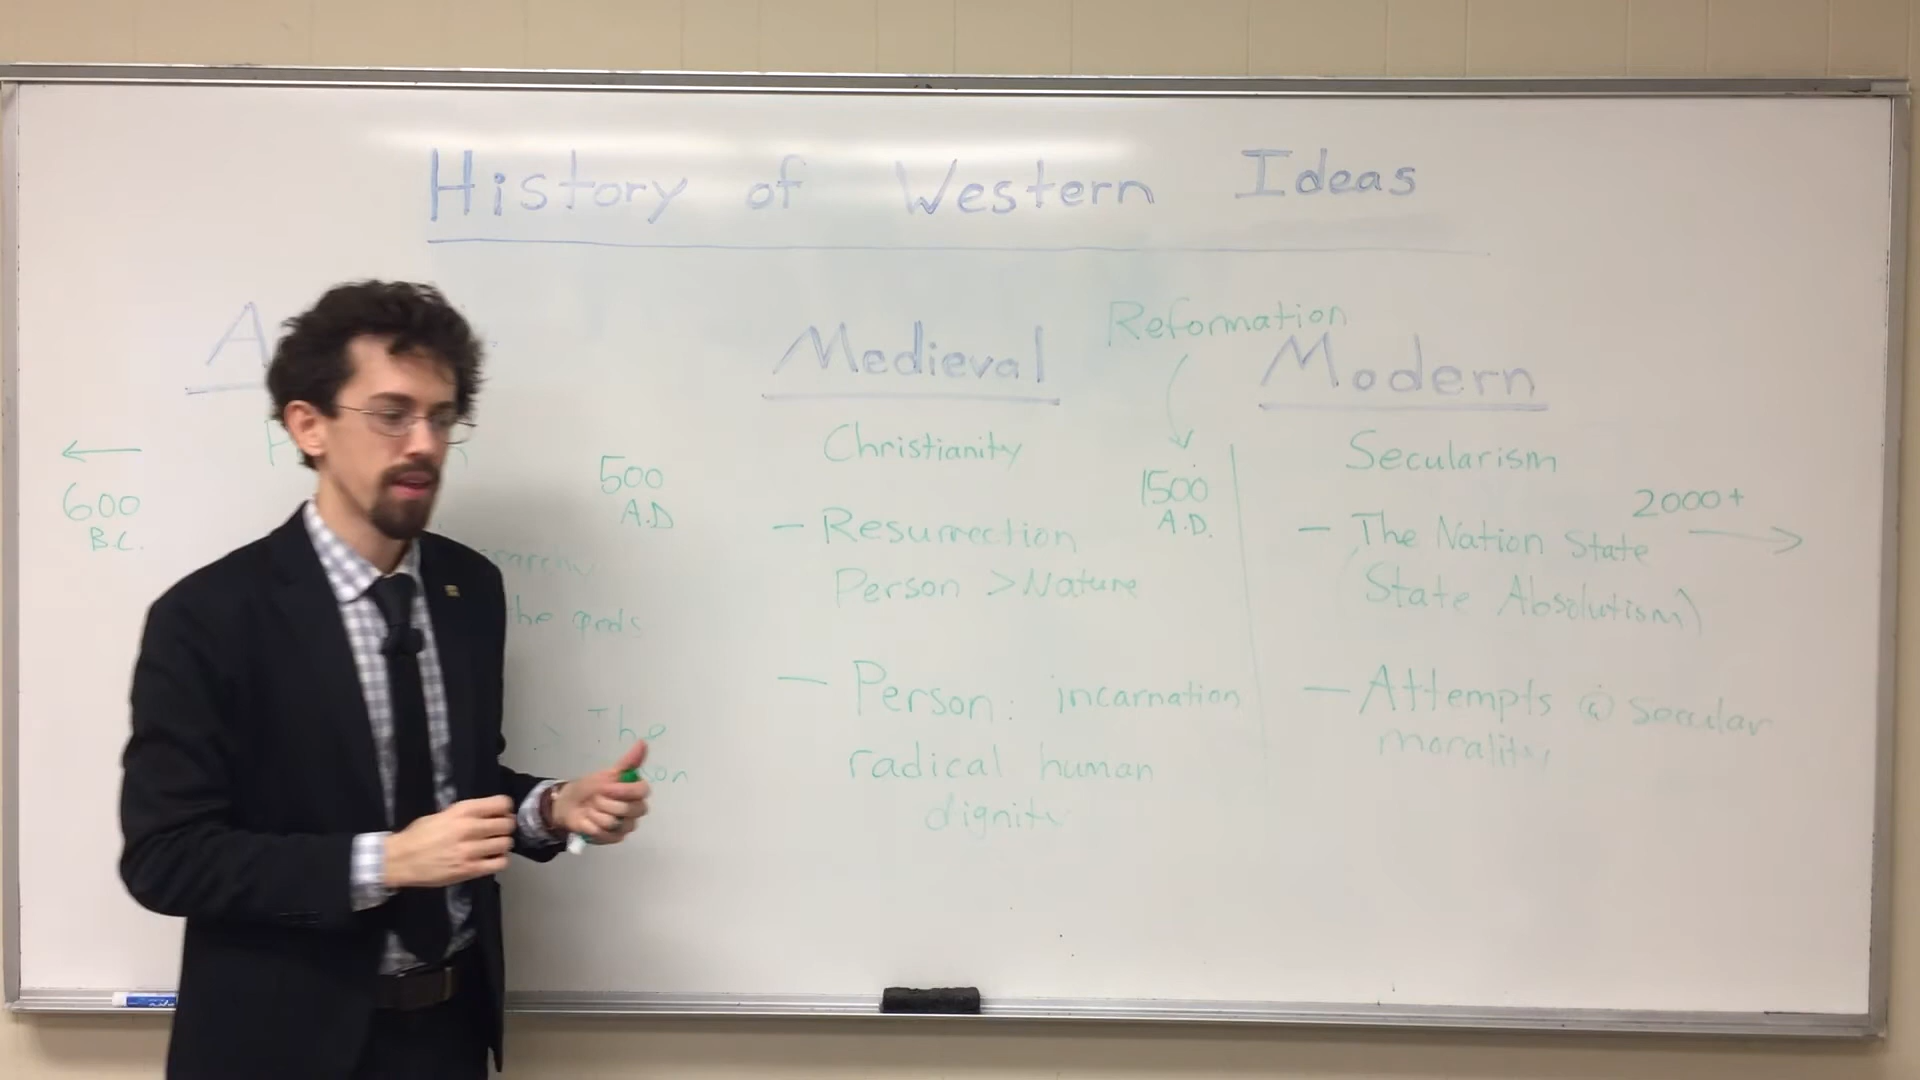 History of Western Ideas
Medieval
Reformation
Modern
600
B.C.
500
A.D
Christianity
- Resurrection
Person > Nature
- Person: incarnation
radical human
dignity
1500
A.D.
Secularism
2000+
- The Nation State
State Absolutism)
- Attempts @ secular
morality
the gods
The